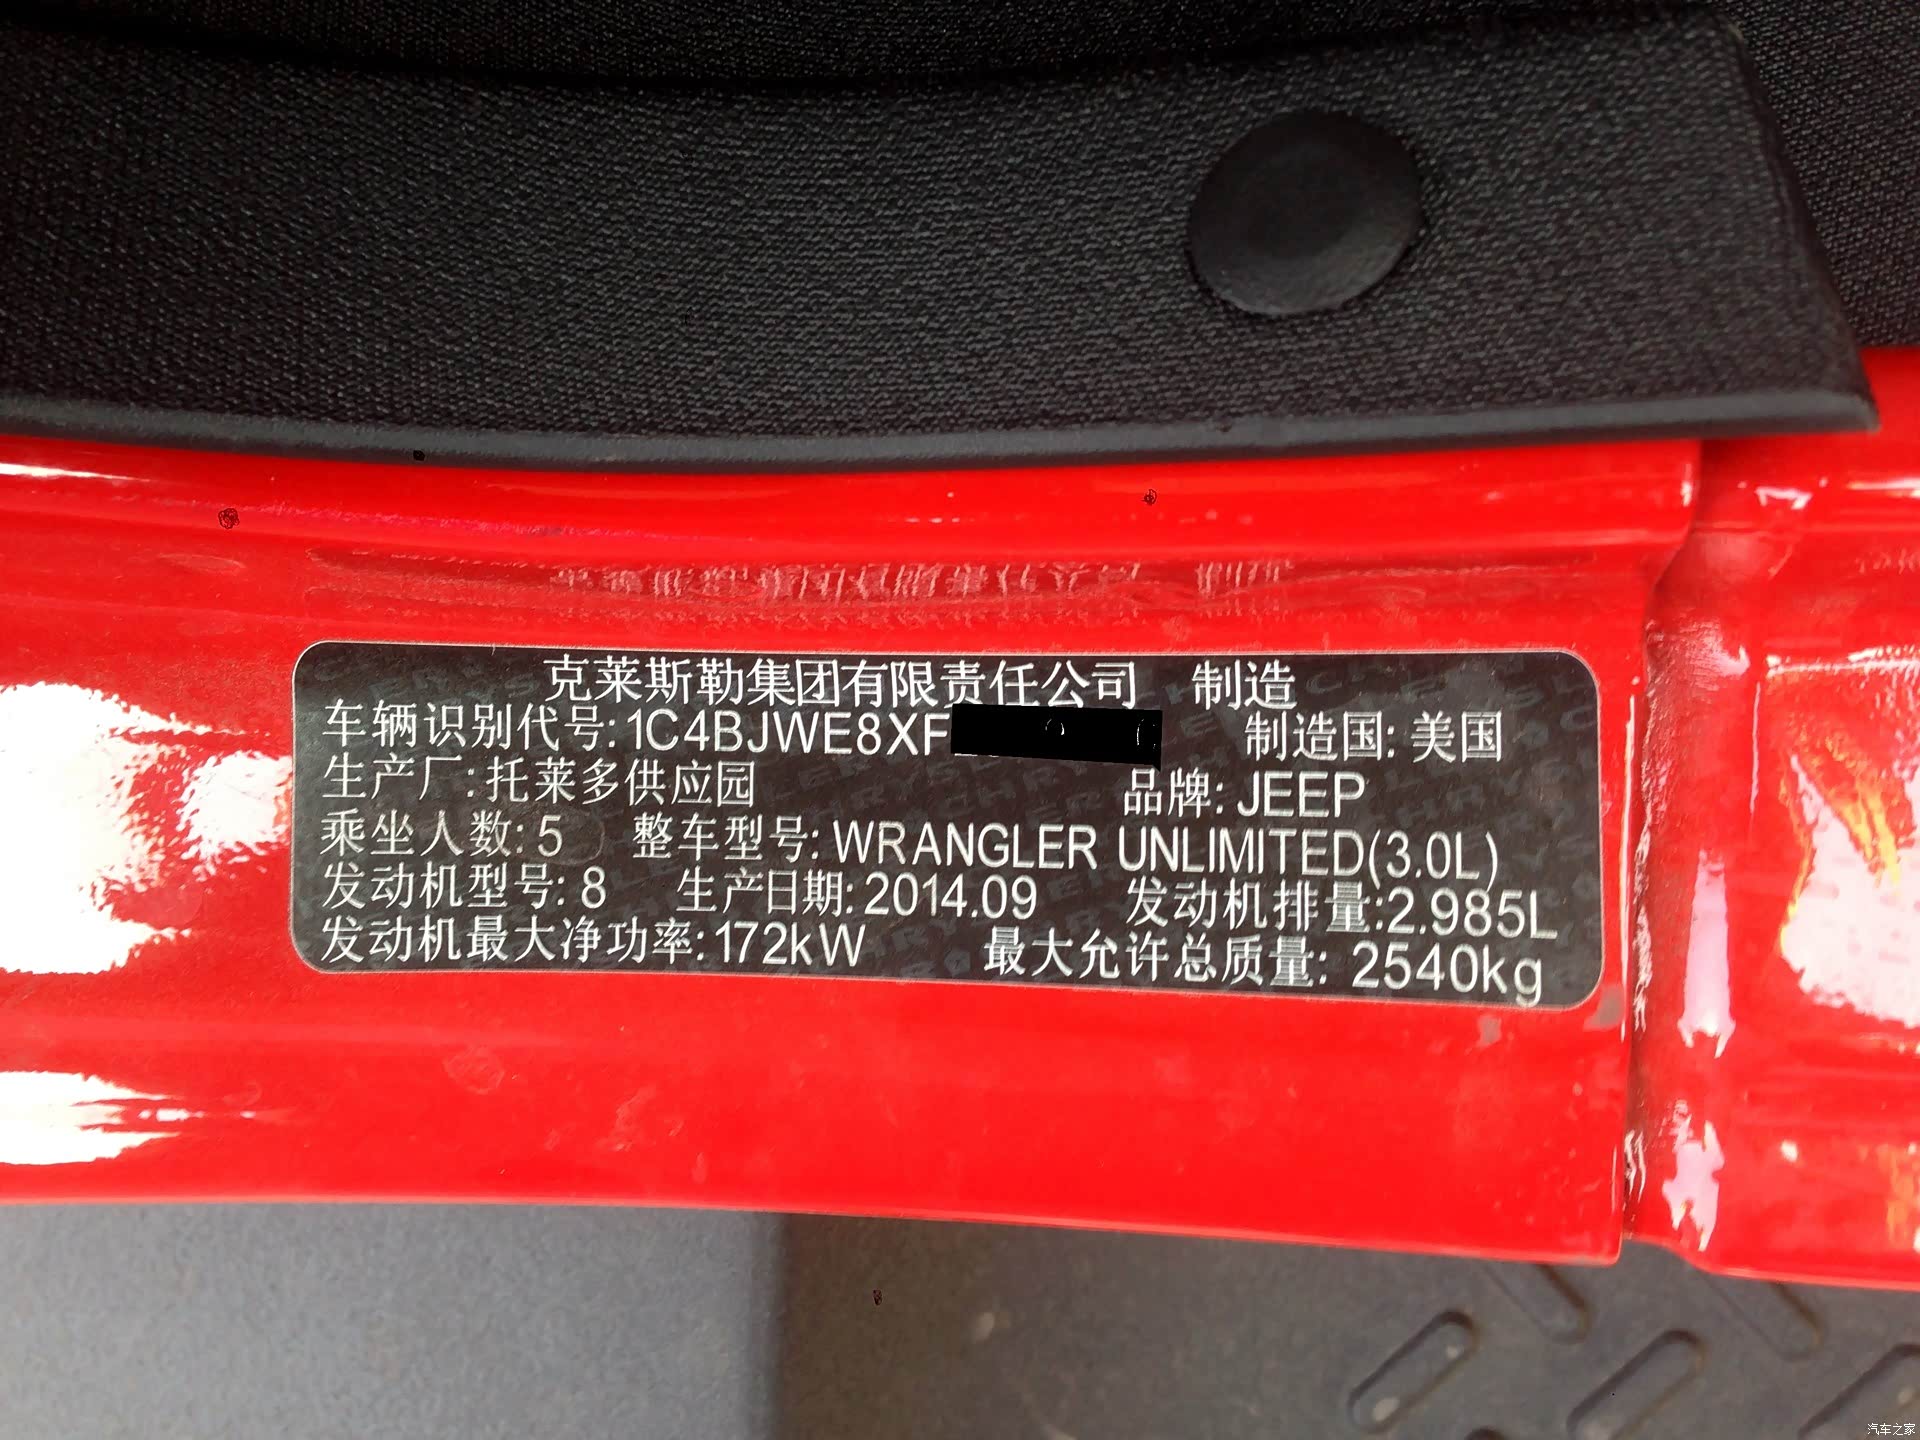 克莱斯勒集团有限责任公司 制造
车辆识别代号:1C4BJWE8XF 制造国: 美国
生产厂:托莱多供应园 品牌: JEEP
乘坐人数: 5 整车型号: WRANGLER UNLIMITED(3.0L)
发动机型号: 8 生产日期: 2014.09 发动机排量:2.985L
发动机最大净功率:172kW 最大允许总质量: 2540kg
汽车之家